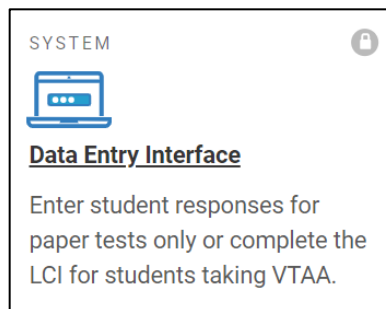 SYSTEM
Data Entry Interface
Enter student responses for
paper tests only or complete the
LCI for students taking VTAA.